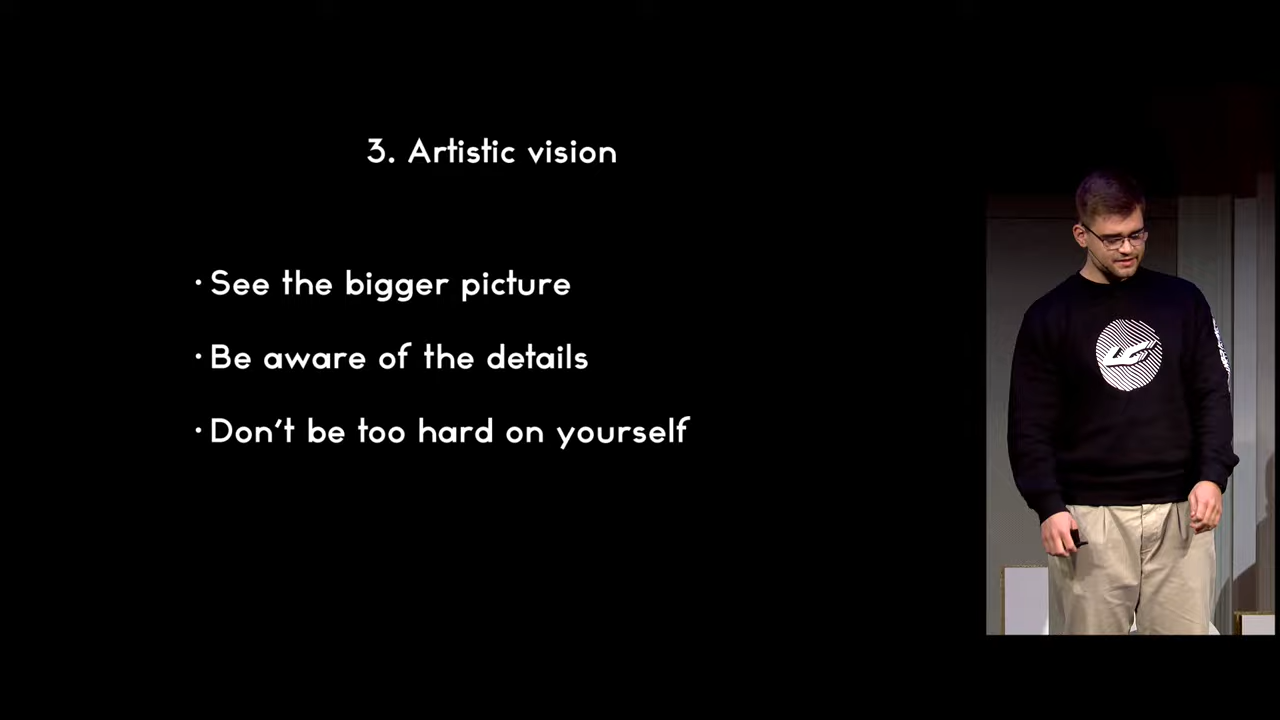 3. Artistic vision
· See the bigger picture
· Be aware of the details
· Don't be too hard on yourself